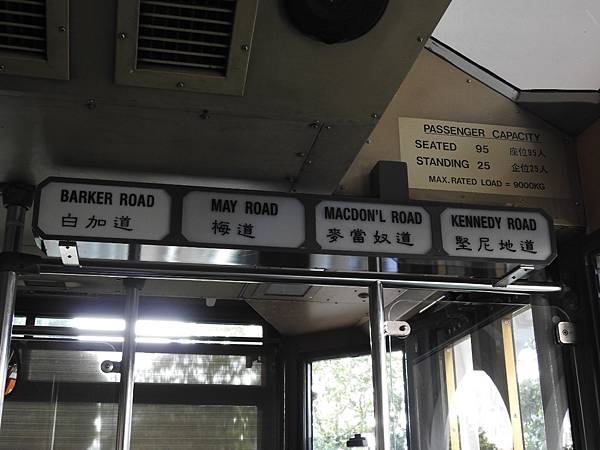 PASSENGER CAPACITY
SEATED 95 座位95人
STANDING 25 企位25人
MAX. RATED LOAD = 9000KG
BARKER ROAD
白加道
MAY ROAD
梅道
MACDON'L ROAD
麥當奴道
KENNEDY ROAD
堅尼地道